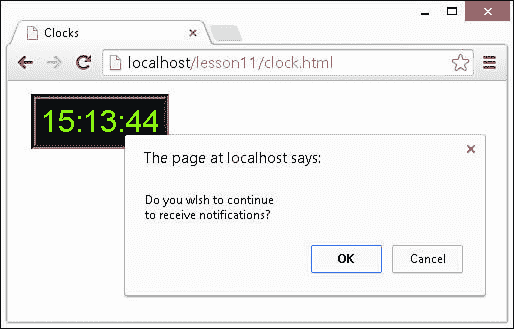 Clocks
localhost/lesson11/clock.html
15:13:44
The page at localhost says:
Do you wish to continue
to receive notifications?
OK
Cancel